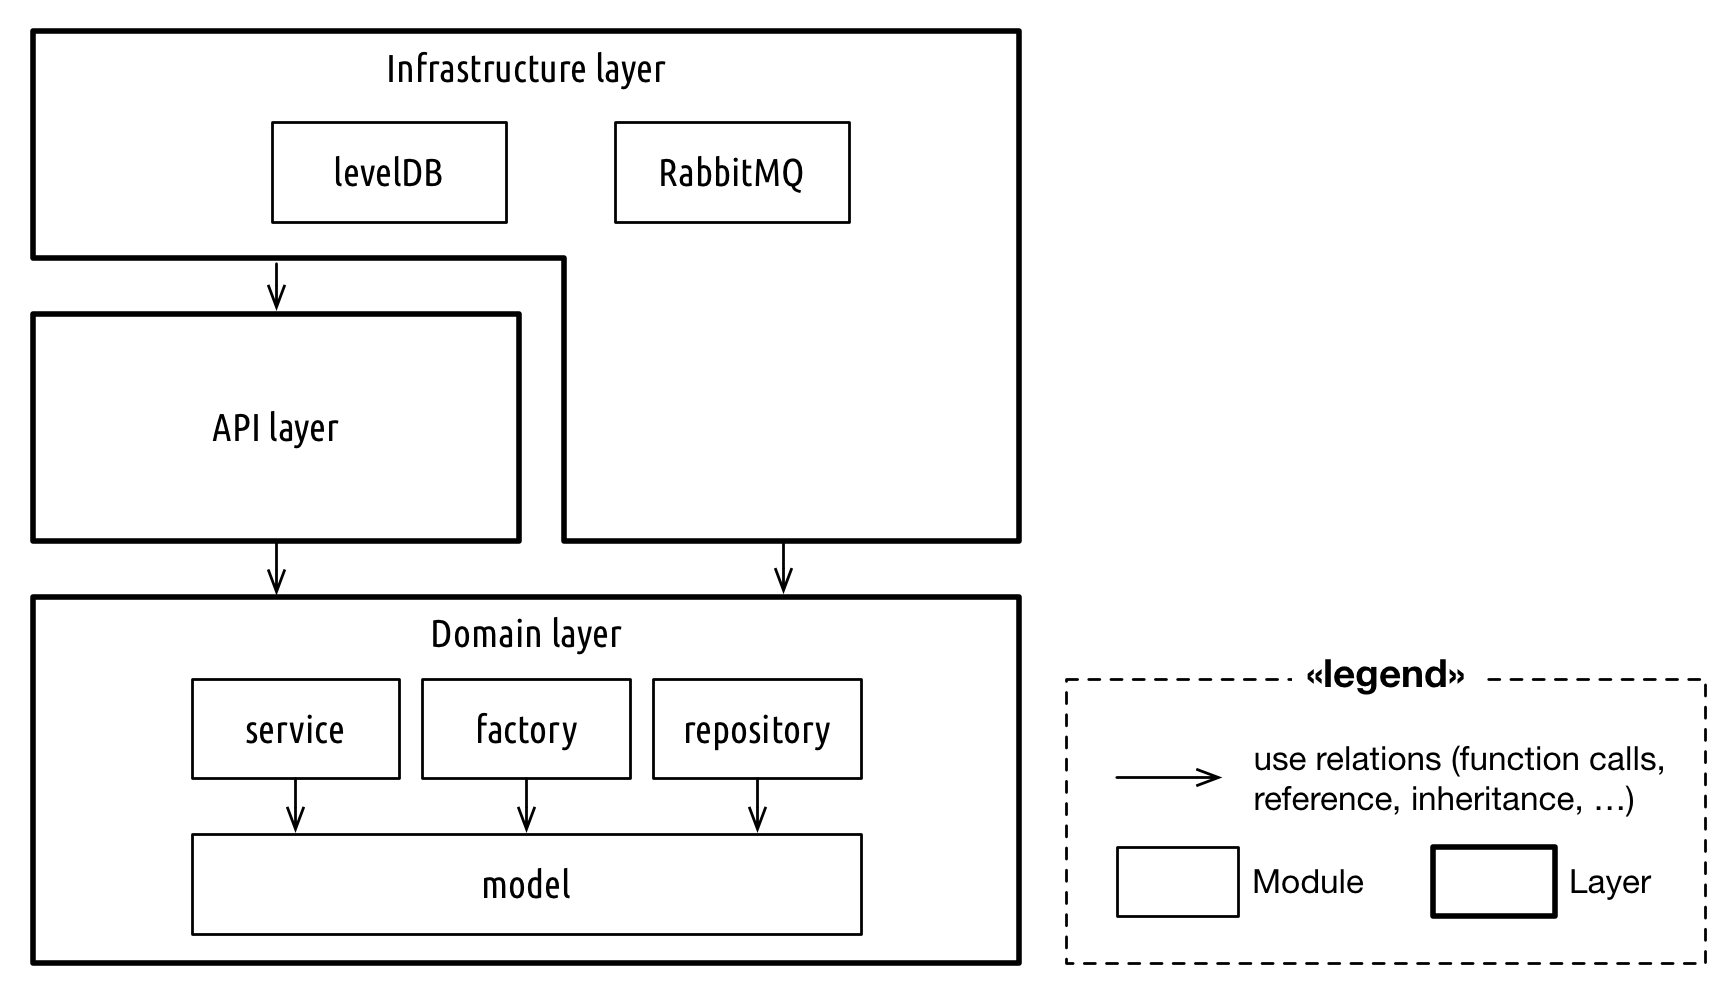 Infrastructure layer
levelDB
RabbitMQ
API layer
Domain layer
service
factory
repository
model
«legend»
use relations (function calls,
reference, inheritance, …)
Module
Layer